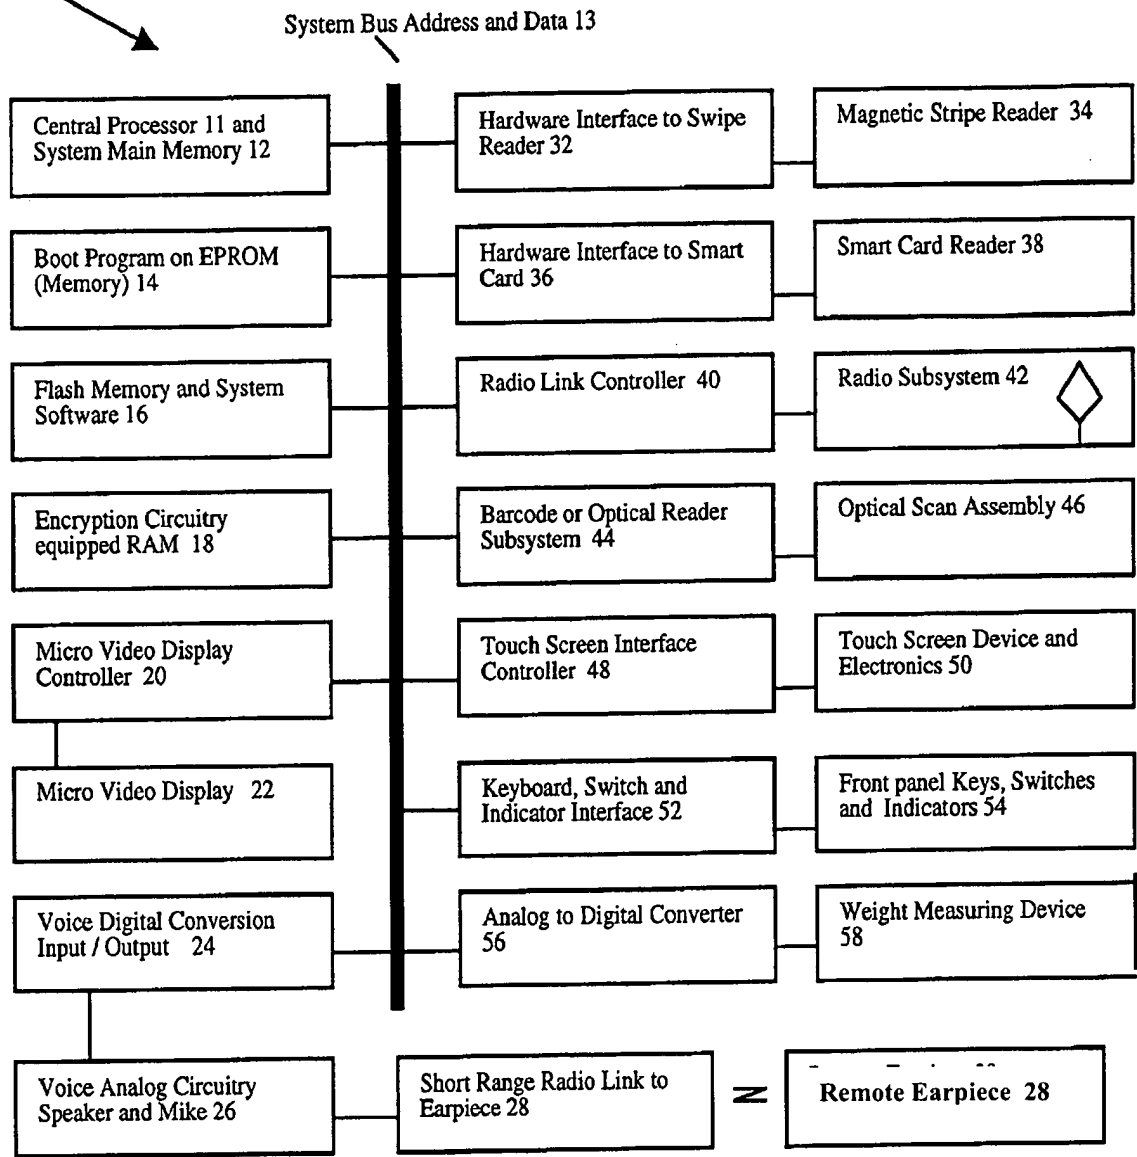 System Bus Address and Data 13
Central Processor 11 and
System Main Memory 12
Hardware Interface to Swipe
Reader 32
Magnetic Stripe Reader 34
Boot Program on EPROM
(Memory) 14
Hardware Interface to Smart
Card 36
Smart Card Reader 38
Flash Memory and System
Software 16
Radio Link Controller 40
Radio Subsystem 42
Encryption Circuitry
equipped RAM 18
Barcode or Optical Reader
Subsystem 44
Optical Scan Assembly 46
Micro Video Display
Controller 20
Touch Screen Interface
Controller 48
Touch Screen Device and
Electronics 50
Micro Video Display 22
Keyboard, Switch and
Indicator Interface 52
Front panel Keys, Switches
and Indicators 54
Voice Digital Conversion
Input / Output 24
Analog to Digital Converter
56
Weight Measuring Device
58
Voice Analog Circuitry
Speaker and Mike 26
Short Range Radio Link to
Earpiece 28
Remote Earpiece 28